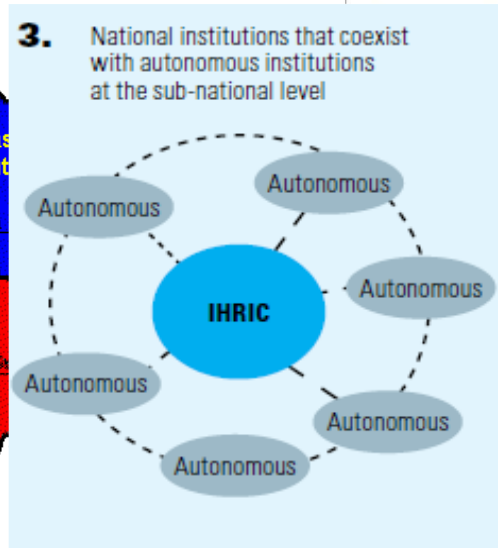 3.
National institutions that coexist
with autonomous institutions
at the sub-national level
Autonomous
Autonomous
IHRIC
Autonomous
Autonomous
Autonomous
Autonomous